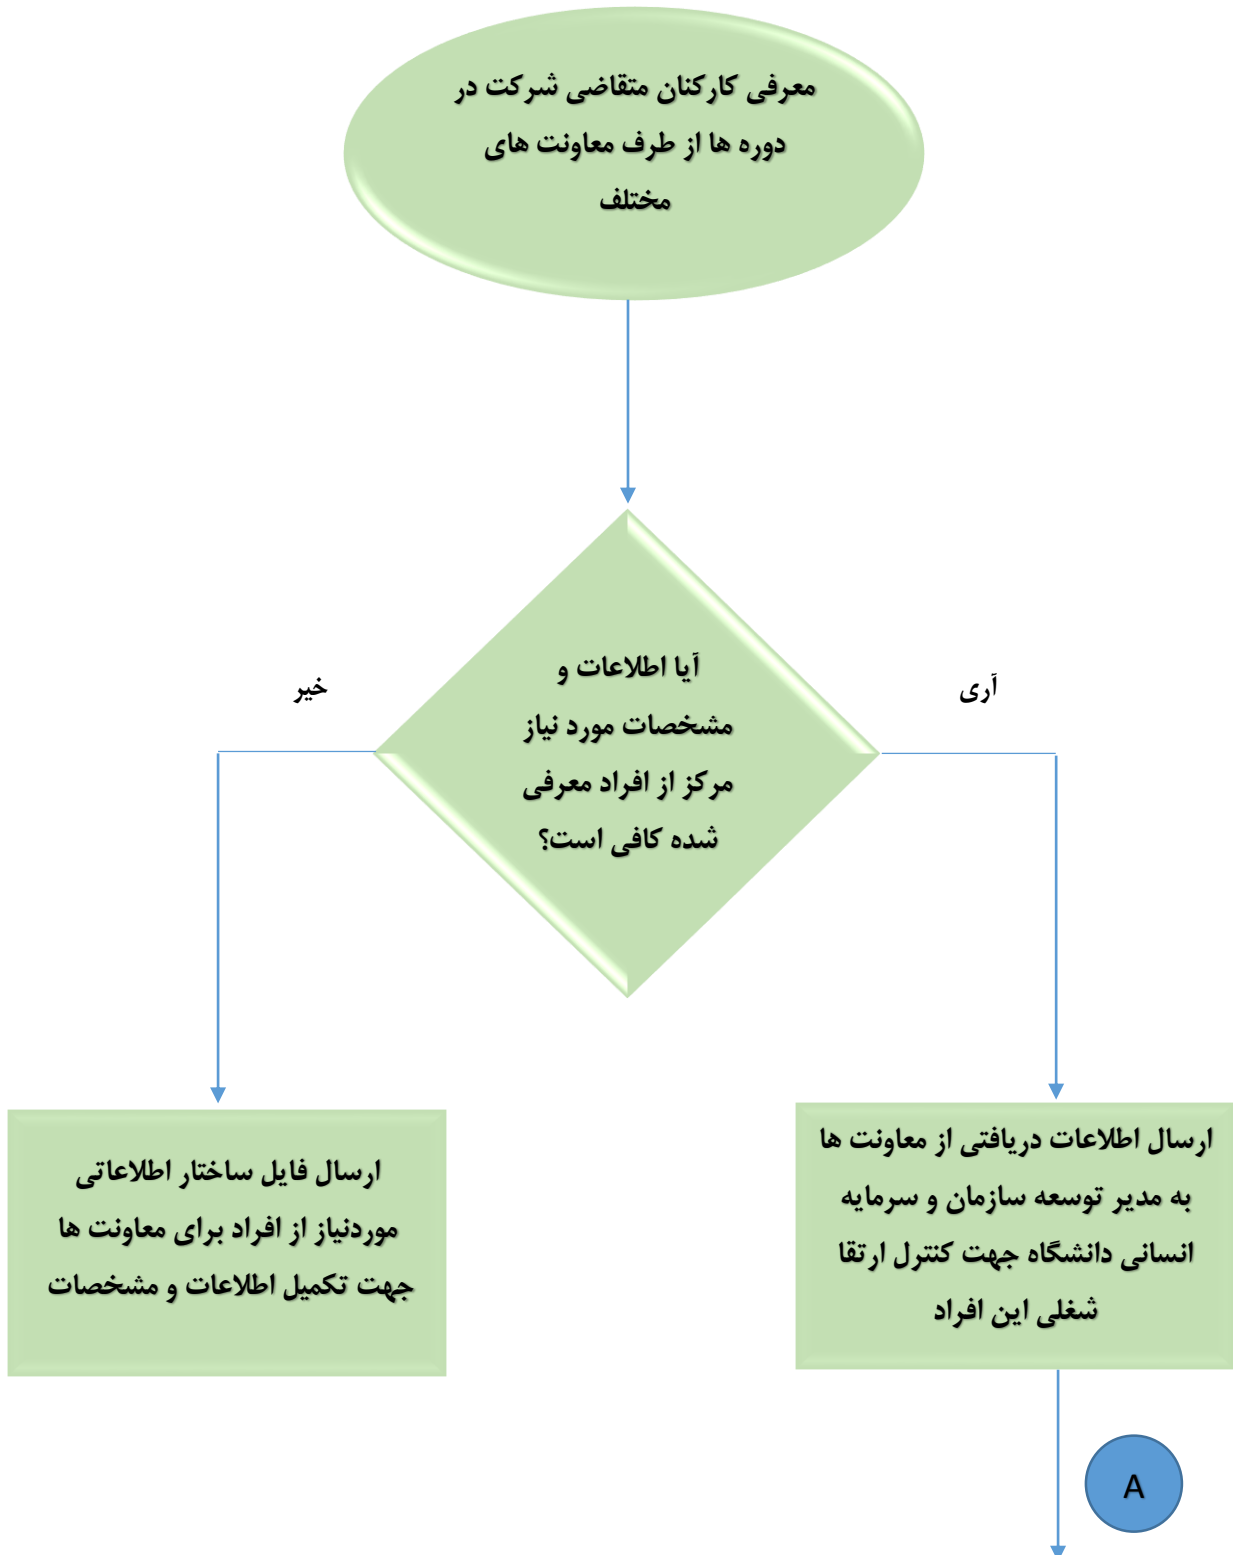 معرفی کارکنان متقاضی شرکت در
دوره ها از طرف معاونت های
مختلف
آیا اطلاعات و
مشخصات مورد نیاز
مرکز از افراد معرفی
شده کافی است؟
آری
خیر
ارسال اطلاعات دریافتی از معاونت ها
به مدیر توسعه سازمان و سرمایه
انسانی دانشگاه جهت کنترل ارتقا
شغلی این افراد
ارسال فایل ساختار اطلاعاتی
موردنیاز از افراد برای معاونت ها
جهت تکمیل اطلاعات و مشخصات
A